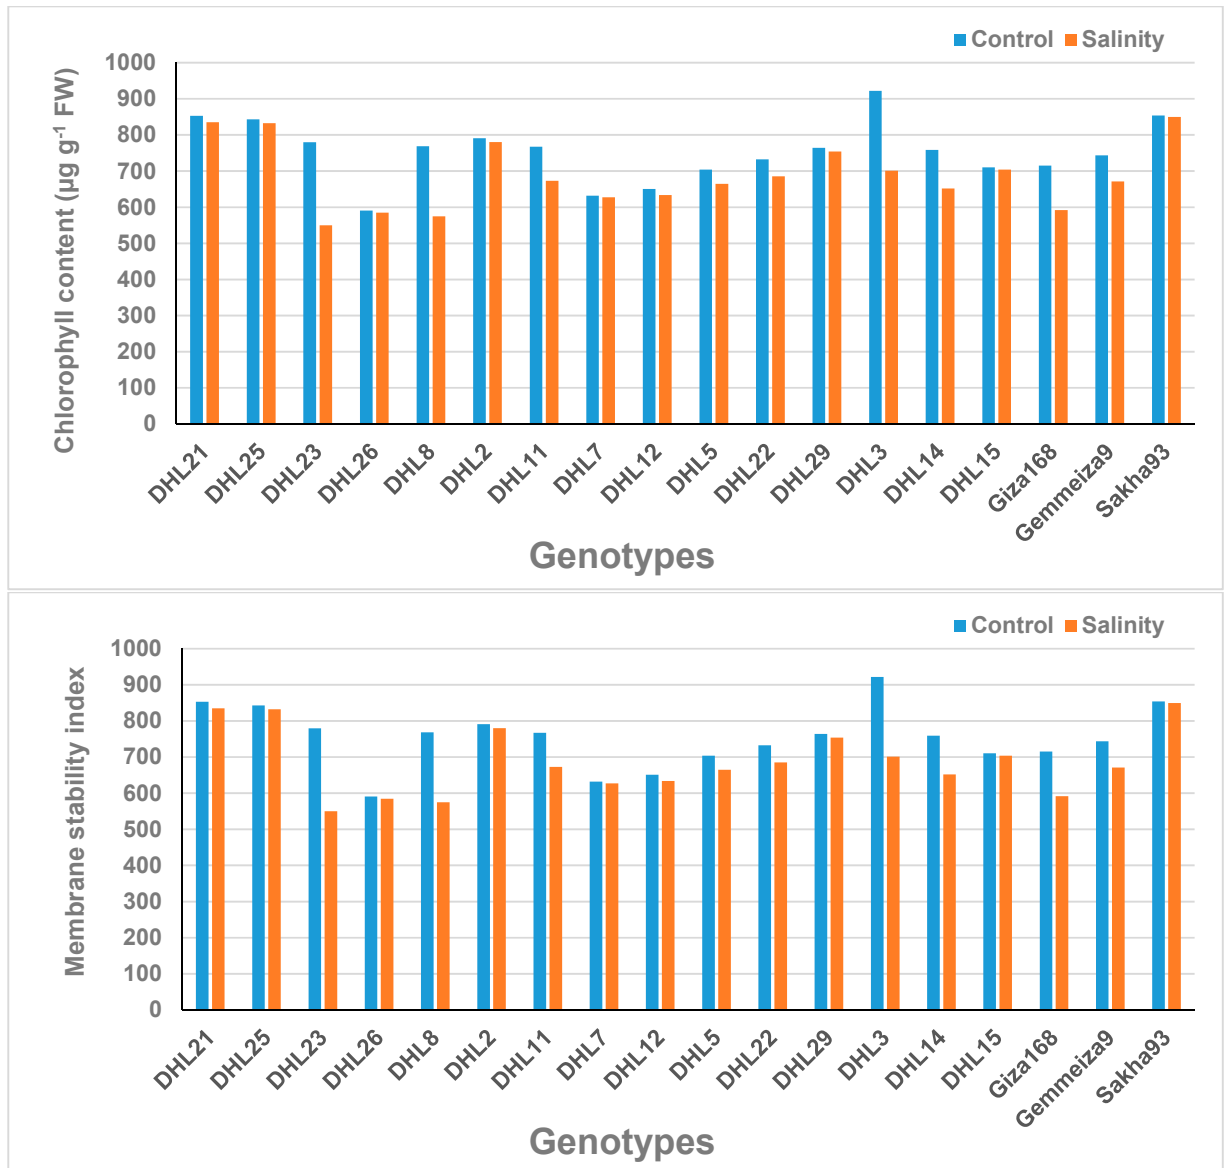 Control Salinity
Chlorophyll content (µg g-1 FW)
1000
900
800
700
600
500
400
300
200
100
0
DHL21
DHL25
DHL23
DHL26
DHL8
DHL2
DHL11
DHL7
DHL12
DHL5
DHL22
DHL29
DHL3
DHL14
DHL15
Giza168
Gemmeiza9
Sakha93
Genotypes
Control Salinity
Membrane stability index
1000
900
800
700
600
500
400
300
200
100
0
DHL21
DHL25
DHL23
DHL26
DHL8
DHL2
DHL11
DHL7
DHL12
DHL5
DHL22
DHL29
DHL3
DHL14
DHL15
Giza168
Gemmeiza9
Sakha93
Genotypes